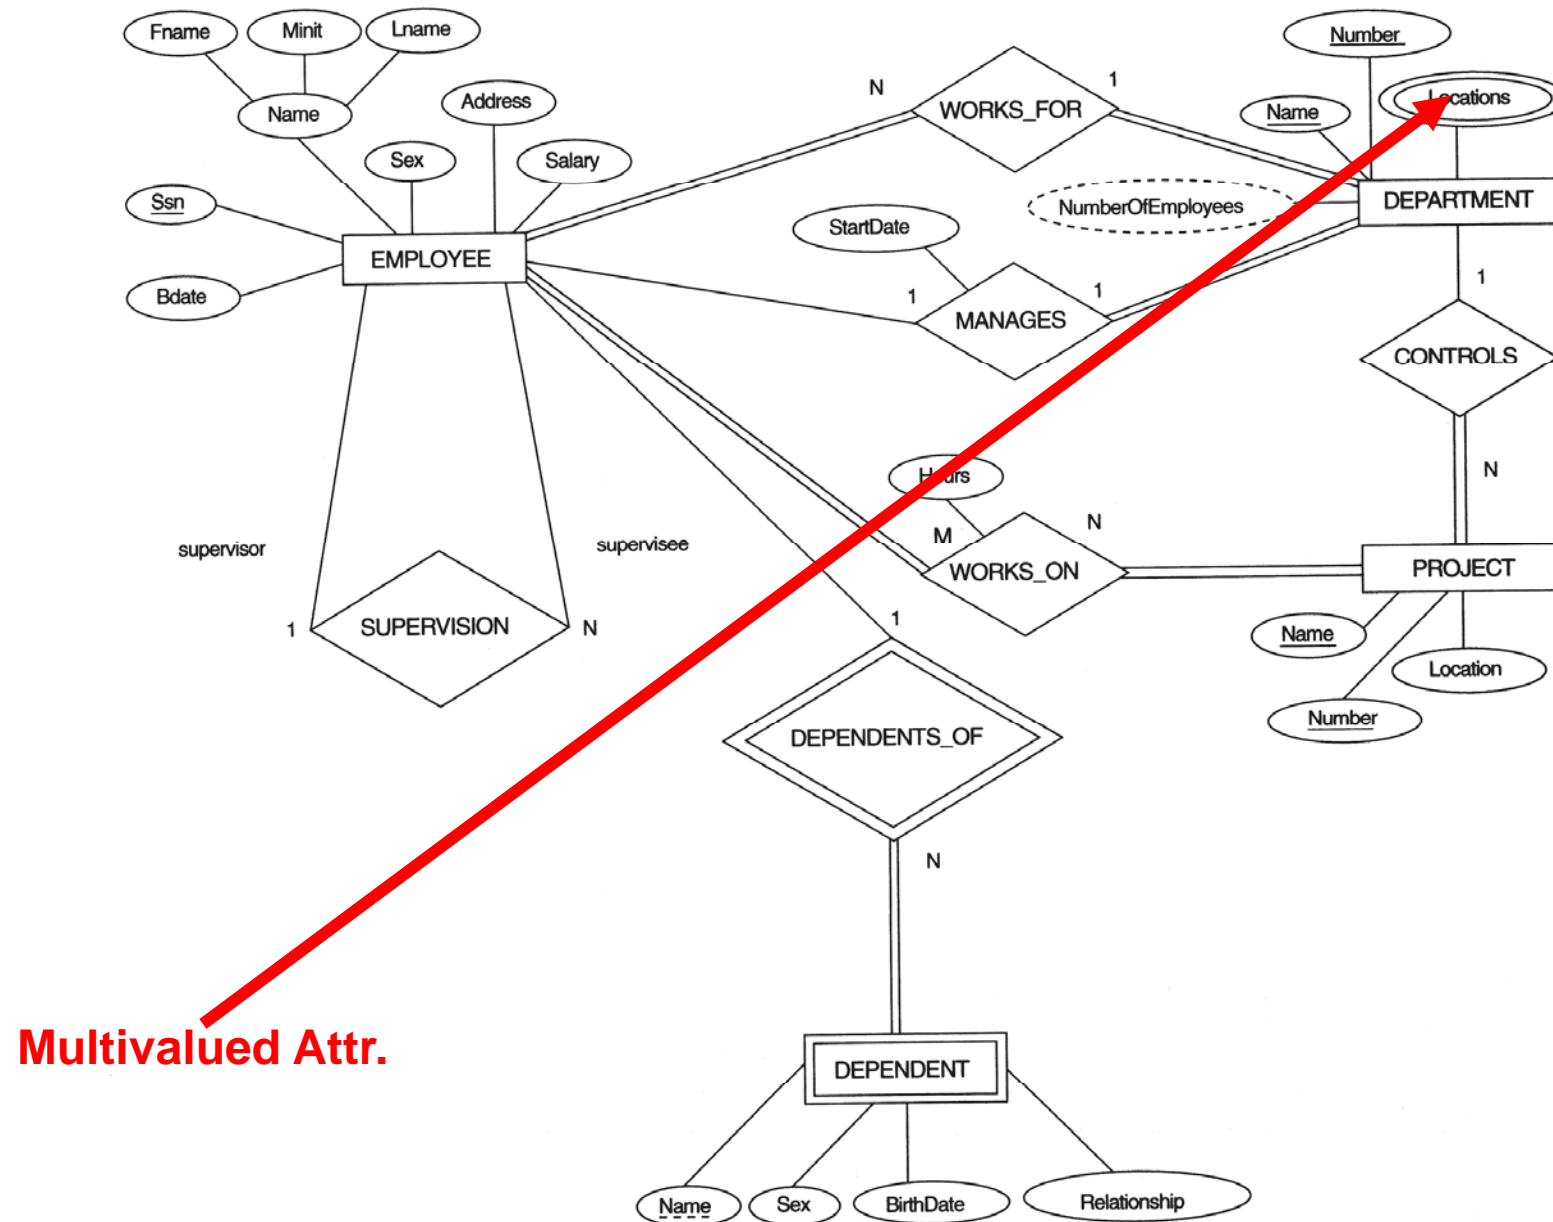 Fname
Minit
Lname
Number
Name
Address
Locations
N
1
WORKS_FOR
Name
Sex
Salary
Ssn
NumberOfEmployees
DEPARTMENT
StartDate
EMPLOYEE
Bdate
1
1
1
MANAGES
CONTROLS
Hours
N
M
N
supervisor
supervisee
WORKS_ON
PROJECT
1
SUPERVISION
N
1
Name
Location
Number
DEPENDENTS_OF
N
Multivalued Attr.
DEPENDENT
Name
Sex
BirthDate
Relationship